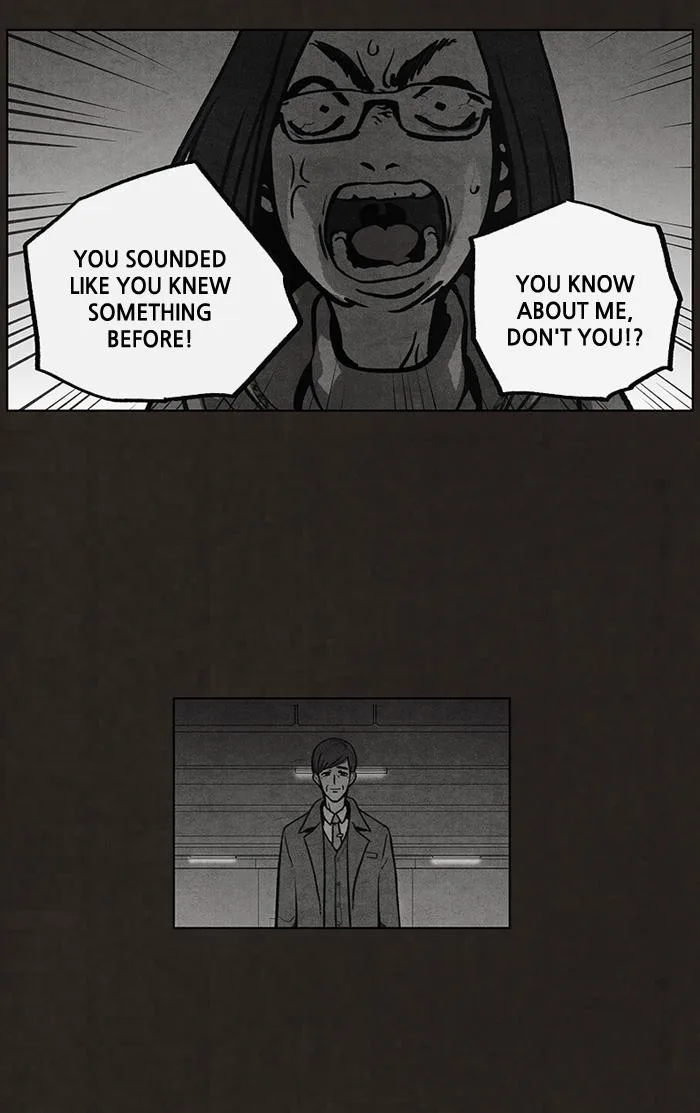 YOU SOUNDED
LIKE YOU KNEW
SOMETHING
BEFORE!
YOU KNOW
ABOUT ME,
DON'T YOU!?